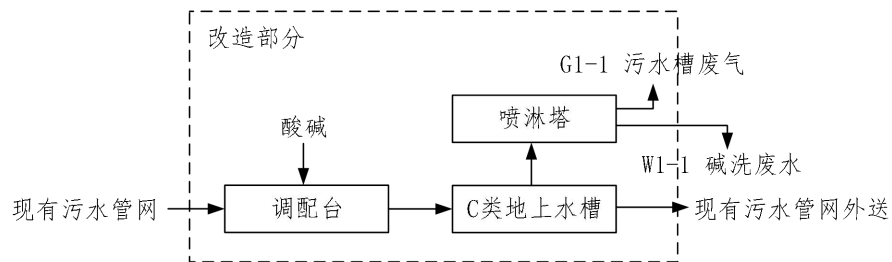 改造部分
G1-1 污水槽废气
喷淋塔
酸碱
W1-1 碱洗废水
现有污水管网
调配台
C类地上水槽
现有污水管网外送